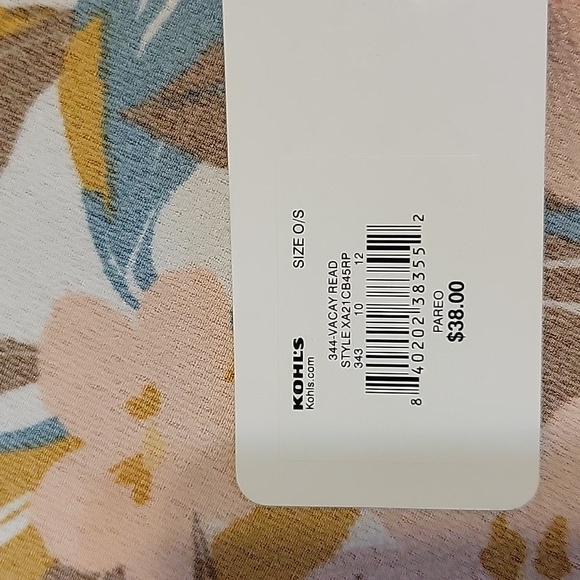 KOHL'S SIZE O/S
Kohls.com
344-VACAY READ
STYLE:XA21CB45RP
343 10 12
8 40202 38355 2
PAREO
$38.00